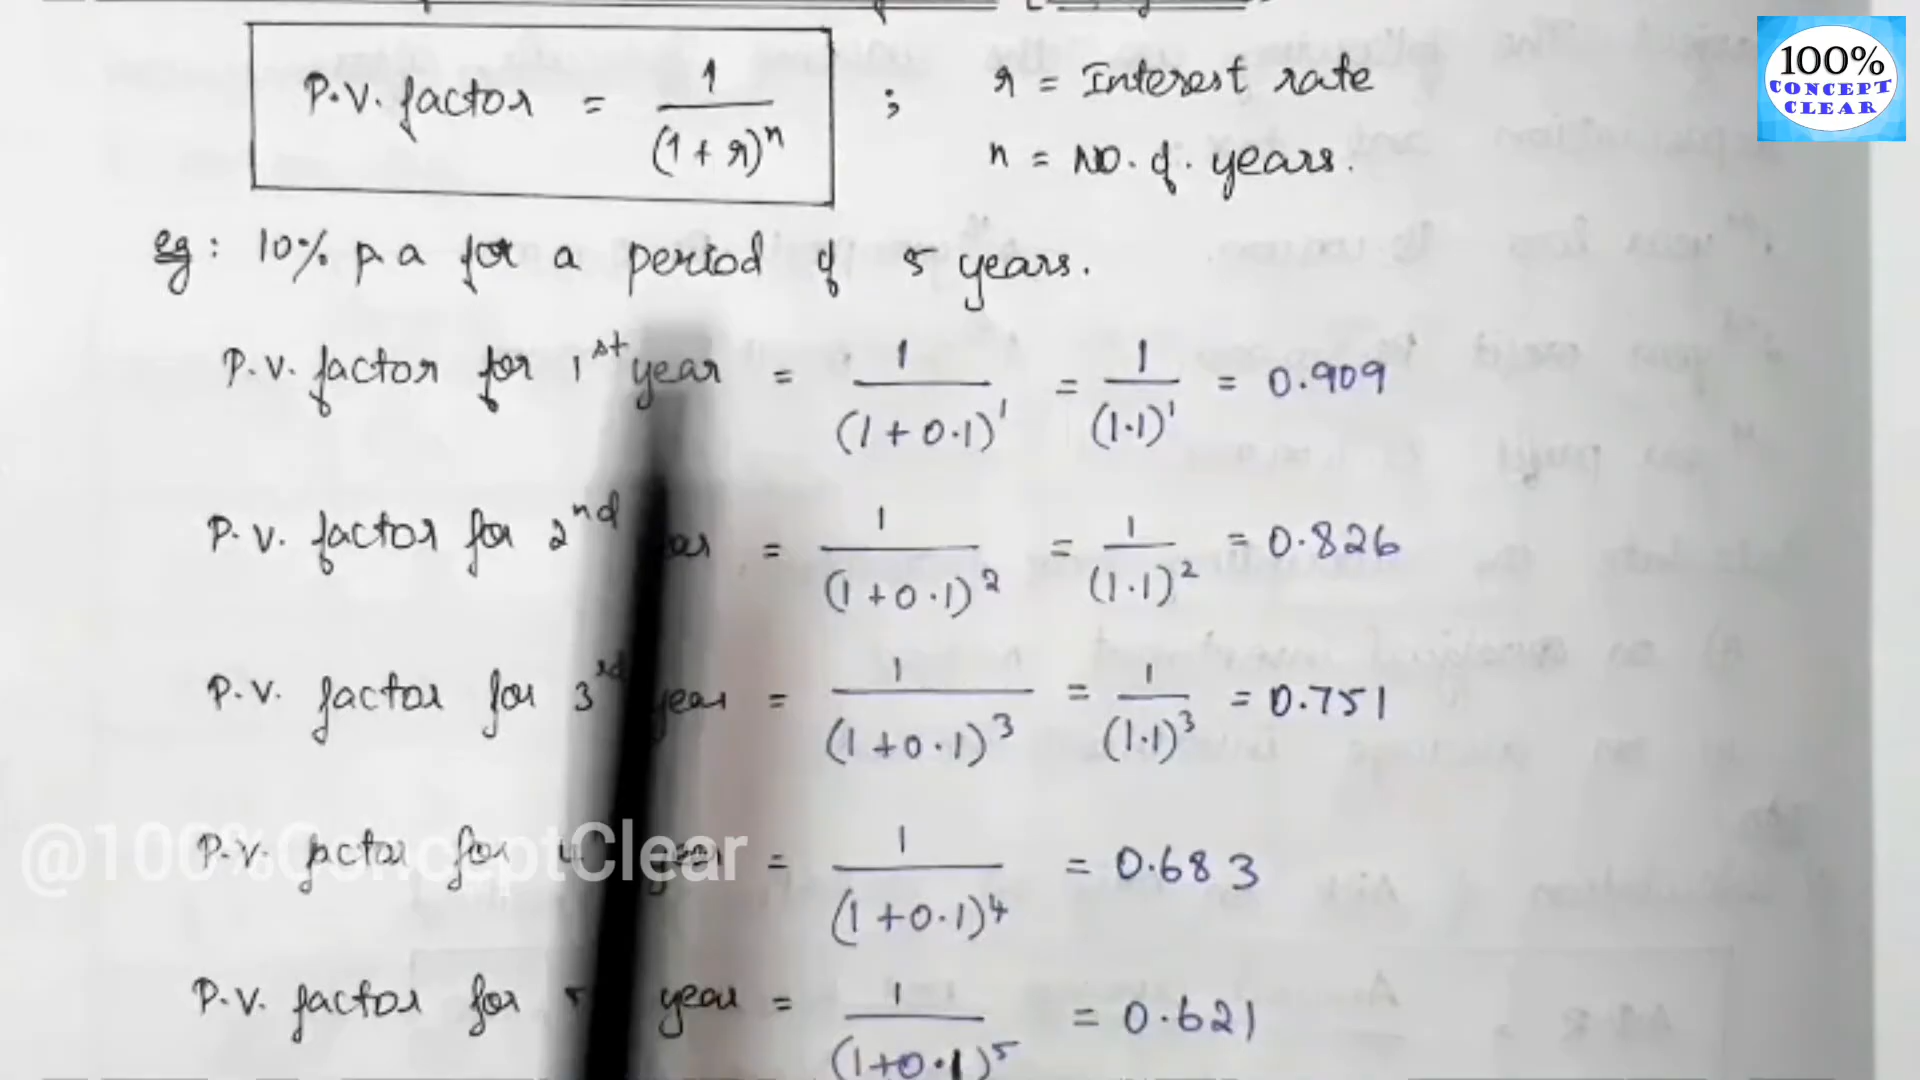 P.V. factor = 1 / (1 + r)^n ; r = Interest rate
n = No. of. years.
eg : 10% p a for a period of 5 years.
P.V. factor for 1st year = 1 / (1 + 0.1)^1 = 1 / (1.1)^1 = 0.909
P.V. factor for 2nd = 1 / (1 + 0.1)^2 = 1 / (1.1)^2 = 0.826
P.V. factor for 3rd year = 1 / (1 + 0.1)^3 = 1 / (1.1)^3 = 0.751
P.V. factor for year = 1 / (1 + 0.1)^4 = 0.683
P.V. factor for 5 year = 1 / (1 + 0.1)^5 = 0.621
100%
CONCEPT
CLEAR
@100%ConceptClear